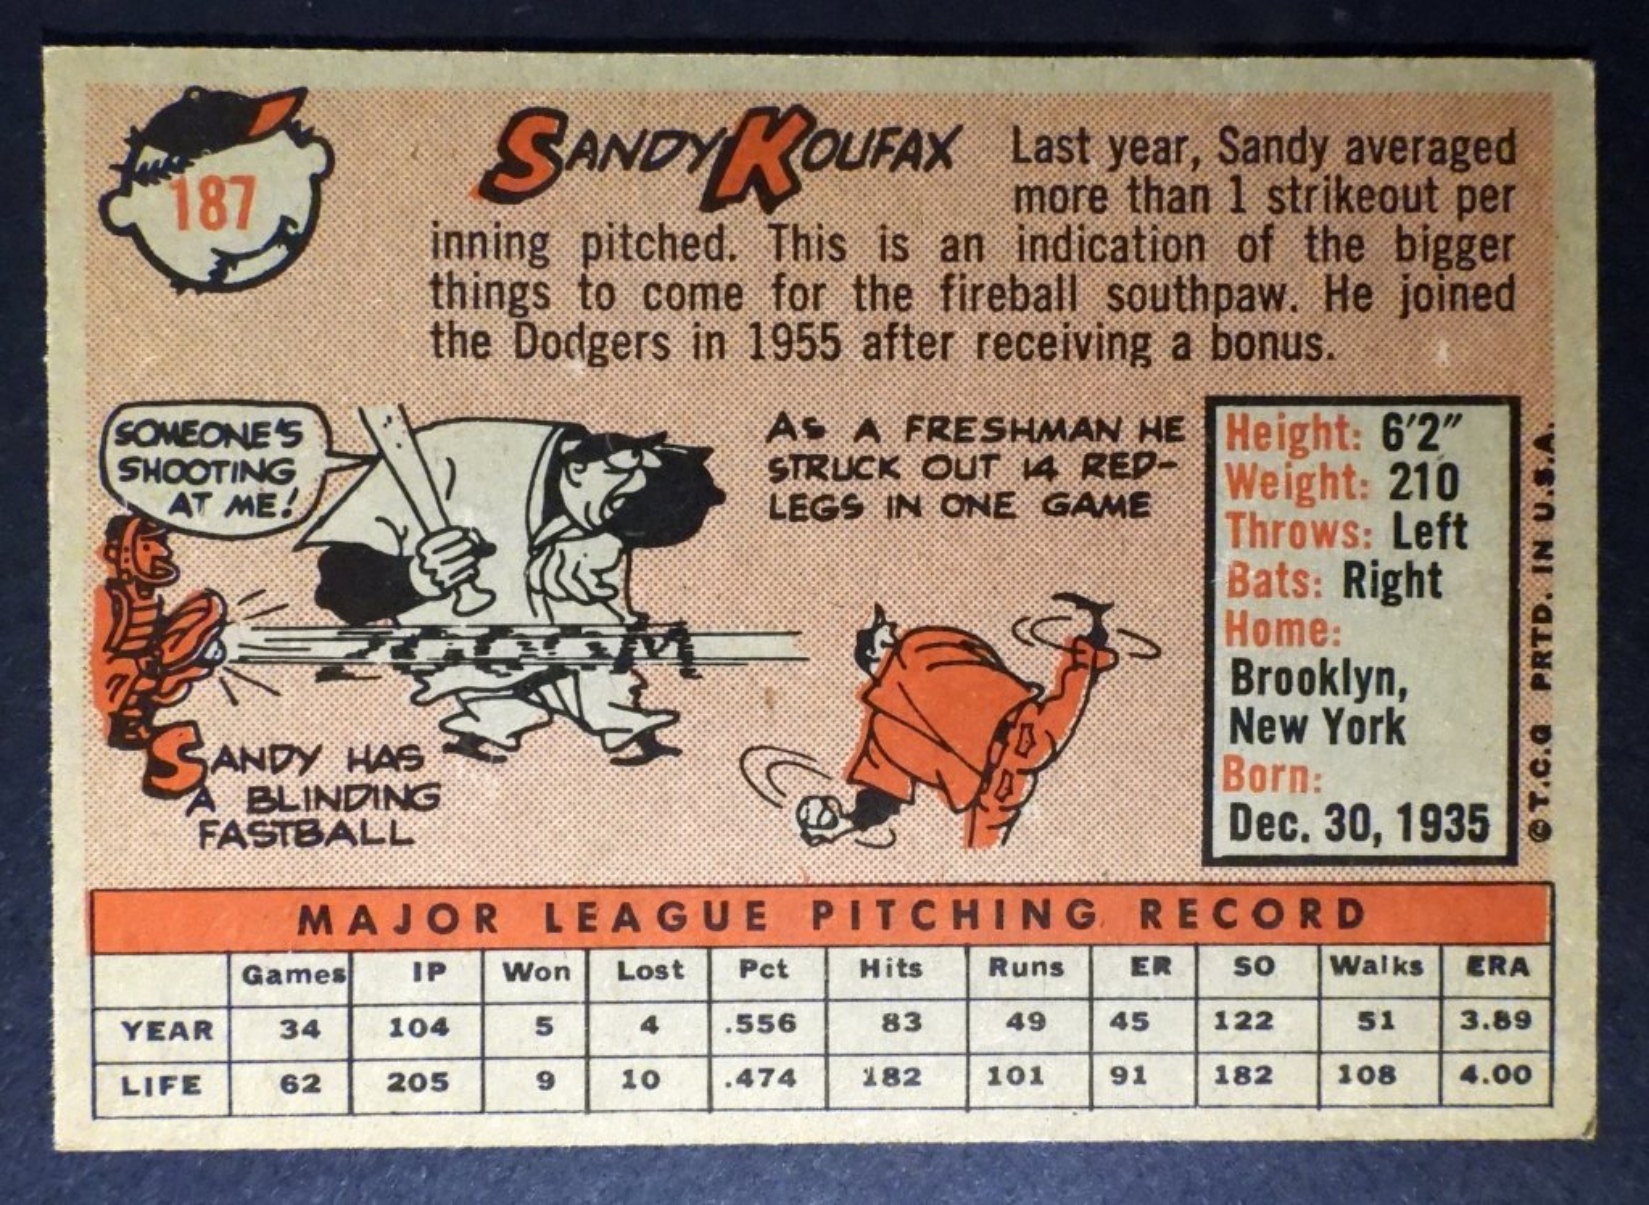 187
SANDY KOUFAX
Last year, Sandy averaged
more than 1 strikeout per
inning pitched. This is an indication of the bigger
things to come for the fireball southpaw. He joined
the Dodgers in 1955 after receiving a bonus.
SOMEONE'S
SHOOTING
AT ME!
ZOOM
SANDY HAS
A BLINDING
FASTBALL
AS A FRESHMAN HE
STRUCK OUT 14 RED-
LEGS IN ONE GAME
Height: 6'2"
Weight: 210
Throws: Left
Bats: Right
Home:
Brooklyn,
New York
Born:
Dec. 30, 1935
© T.C.G PRTD. IN U.S.A.
MAJOR LEAGUE PITCHING RECORD
Games IP Won Lost Pct Hits Runs ER SO Walks ERA
YEAR 34 104 5 4 .556 83 49 45 122 51 3.89
LIFE 62 205 9 10 .474 182 101 91 182 108 4.00